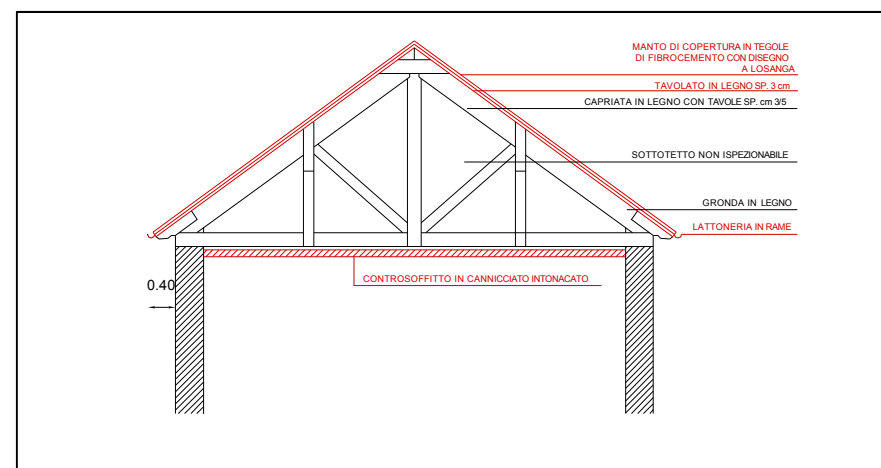 MANTO DI COPERTURA IN TEGOLE
DI FIBROCEMENTO CON DISEGNO
A LOSANGA
TAVOLATO IN LEGNO SP. 3 cm
CAPRIATA IN LEGNO CON TAVOLE SP. cm 3/5
SOTTOTETTO NON ISPEZIONABILE
GRONDA IN LEGNO
LATTONERIA IN RAME
CONTROSOFFITTO IN CANNICCIATO INTONACATO
0.40